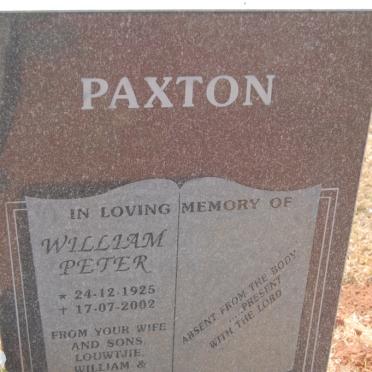 PAXTON
IN LOVING MEMORY OF
WILLIAM
PETER
* 24-12-1925
+ 17-07-2002
FROM YOUR WIFE
AND SONS
LOUWTJIE,
WILLIAM &
ABSENT FROM THE BODY
....PRESENT
WITH THE LORD